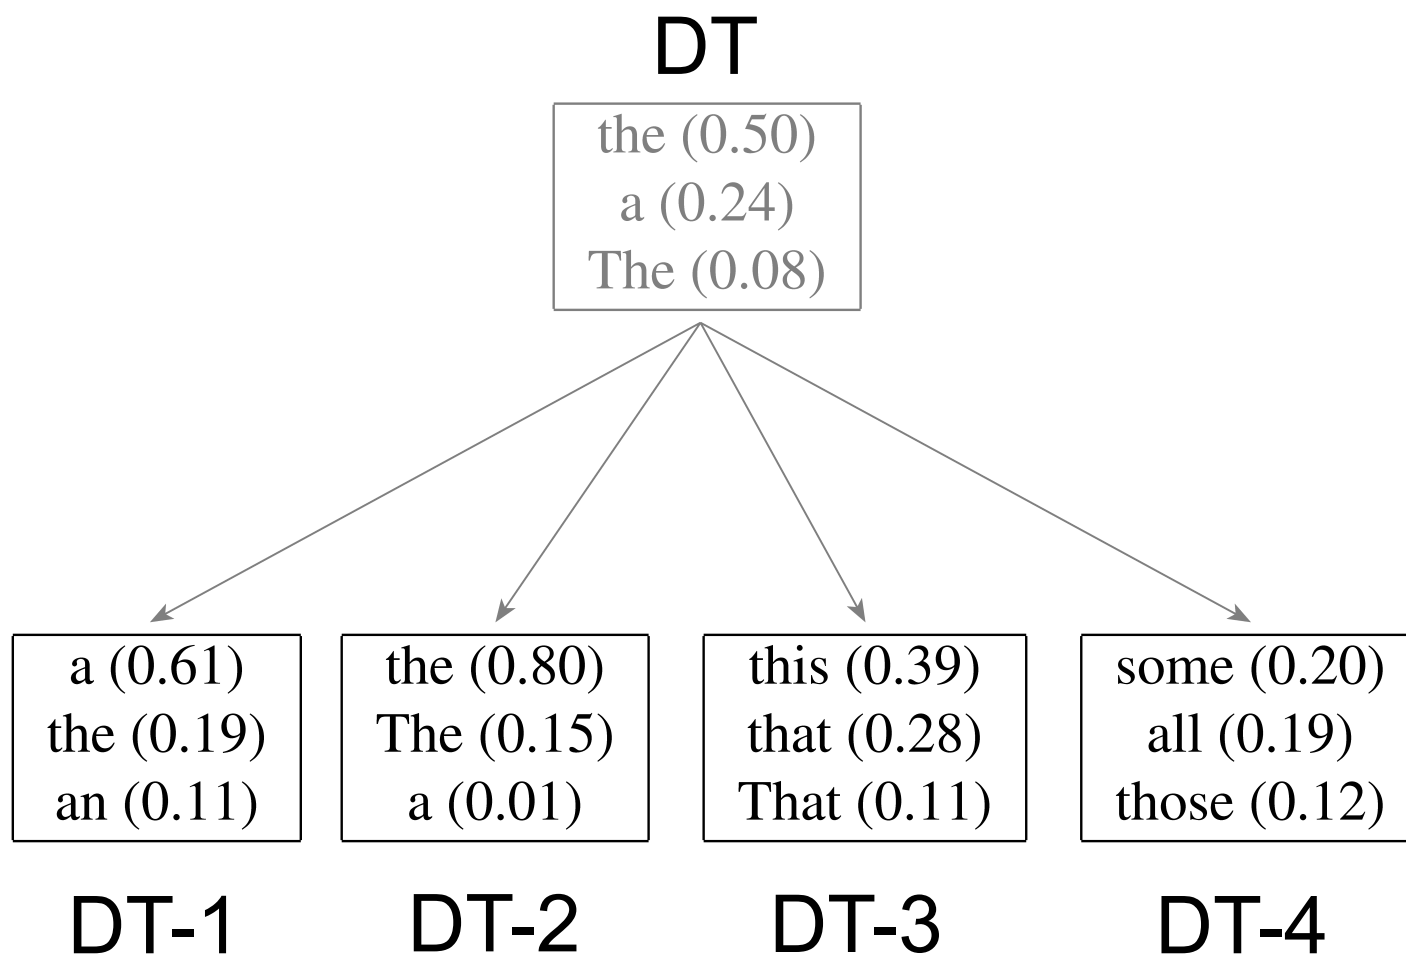 DT
the (0.50)
a (0.24)
The (0.08)
a (0.61)
the (0.19)
an (0.11)
DT-1
the (0.80)
The (0.15)
a (0.01)
DT-2
this (0.39)
that (0.28)
That (0.11)
DT-3
some (0.20)
all (0.19)
those (0.12)
DT-4